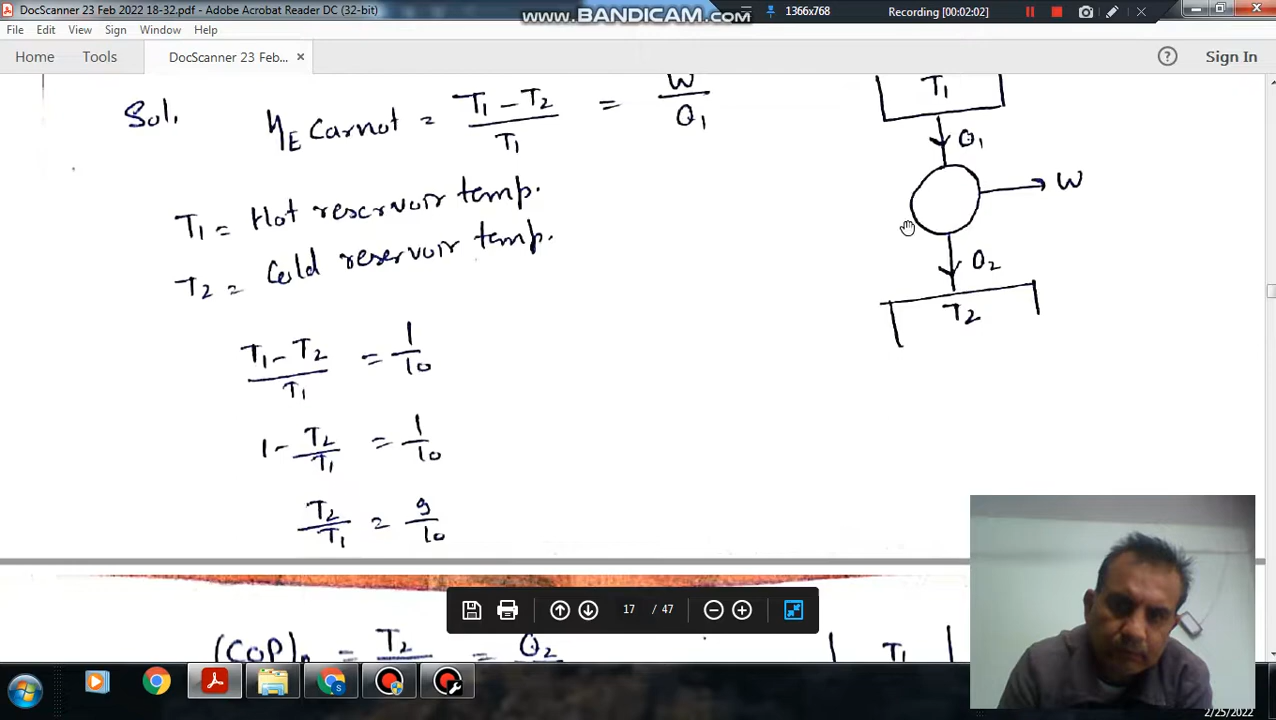 DocScanner 23 Feb 2022 18-32.pdf - Adobe Acrobat Reader DC (32-bit)
www.BANDICAM.com
1366x768
Recording [00:02:02]
File Edit View Sign Window Help
Home Tools DocScanner 23 Feb... × Sign In
Sol. ηE Carnot = T1 - T2 / T1 = W / Q1
T1 = Hot reservoir temp.
T2 = Cold reservoir temp.
T1 - T2 / T1 = 1 / 10
1 - T2 / T1 = 1 / 10
T2 / T1 = 9 / 10
T1
Q1
W
Q2
T2
17 / 47
(COP)R = T2 = Q2
T1
2/25/2022